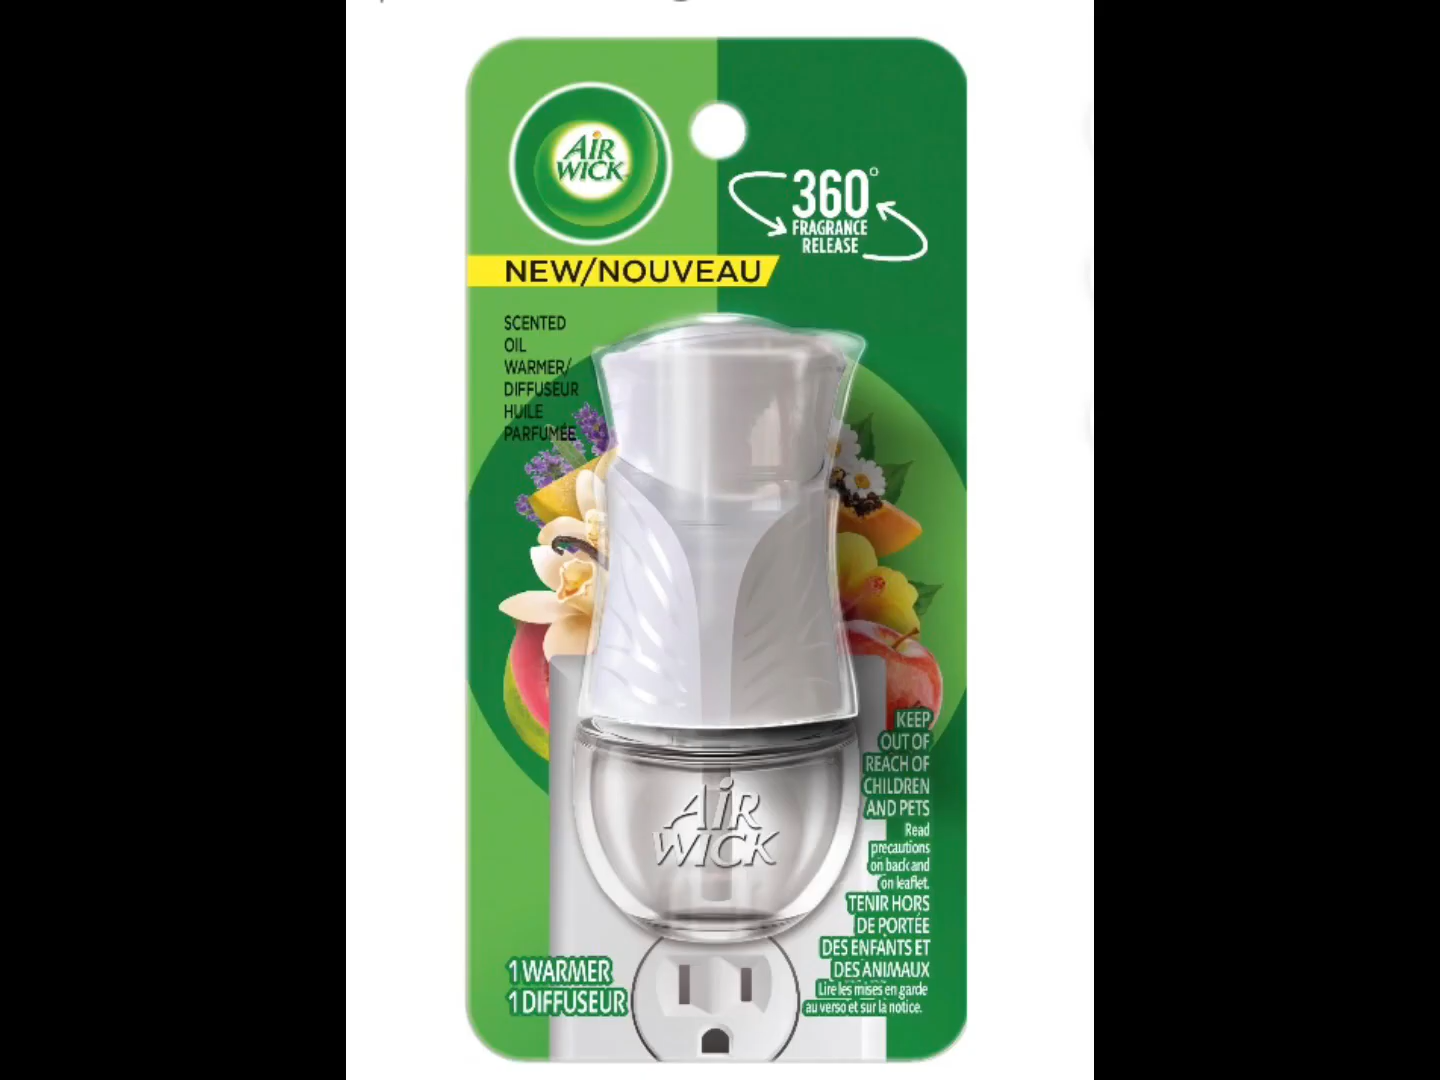 AIR
WICK
360°
FRAGRANCE
RELEASE
NEW/NOUVEAU
SCENTED
OIL
WARMER/
DIFFUSEUR
HUILE
PARFUMÉE
AIR
WICK
KEEP
OUT OF
REACH OF
CHILDREN
AND PETS
Read
precautions
on back and
on leaflet.
TENIR HORS
DE PORTÉE
DES ENFANTS ET
DES ANIMAUX
Lire les mises en garde
au verso et sur la notice.
1 WARMER
1 DIFFUSEUR